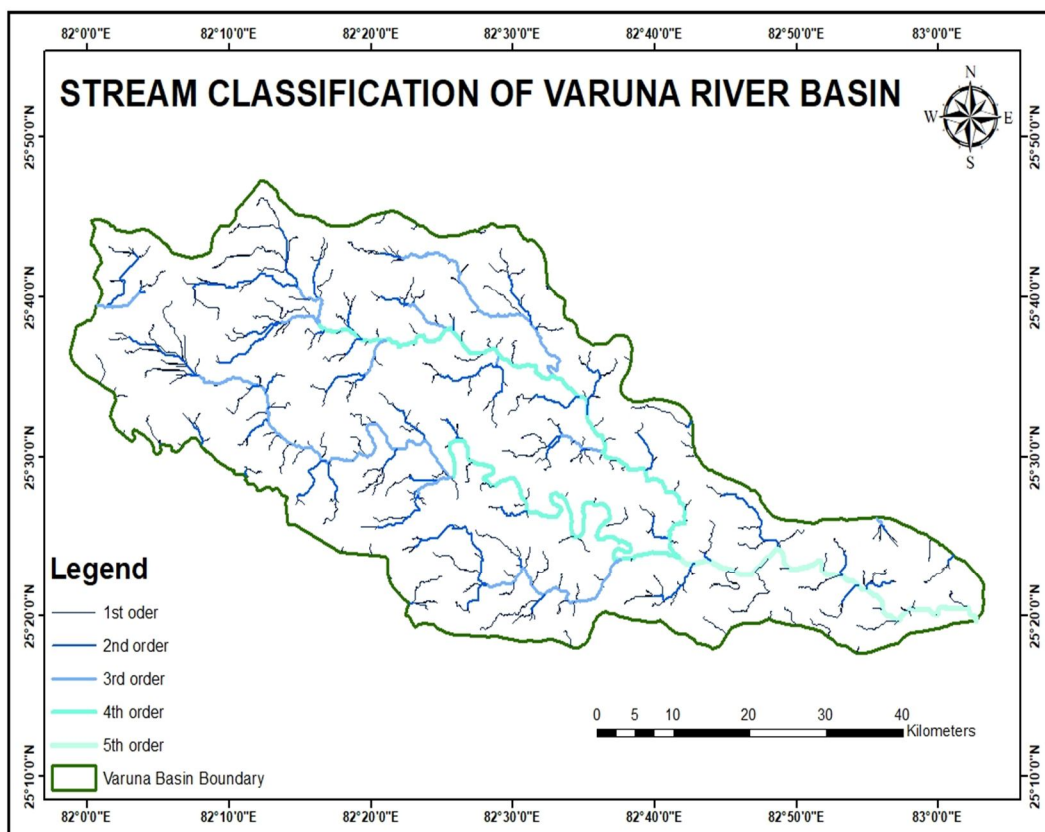 82°0'0"E 82°10'0"E 82°20'0"E 82°30'0"E 82°40'0"E 82°50'0"E 83°0'0"E
STREAM CLASSIFICATION OF VARUNA RIVER BASIN
N
W E
S
25°50'0"N 25°50'0"N
25°40'0"N 25°40'0"N
25°30'0"N 25°30'0"N
25°20'0"N 25°20'0"N
25°10'0"N 25°10'0"N
Legend
1st oder
2nd order
3rd order
4th order
5th order
Varuna Basin Boundary
0 5 10 20 30 40
Kilometers
82°0'0"E 82°10'0"E 82°20'0"E 82°30'0"E 82°40'0"E 82°50'0"E 83°0'0"E